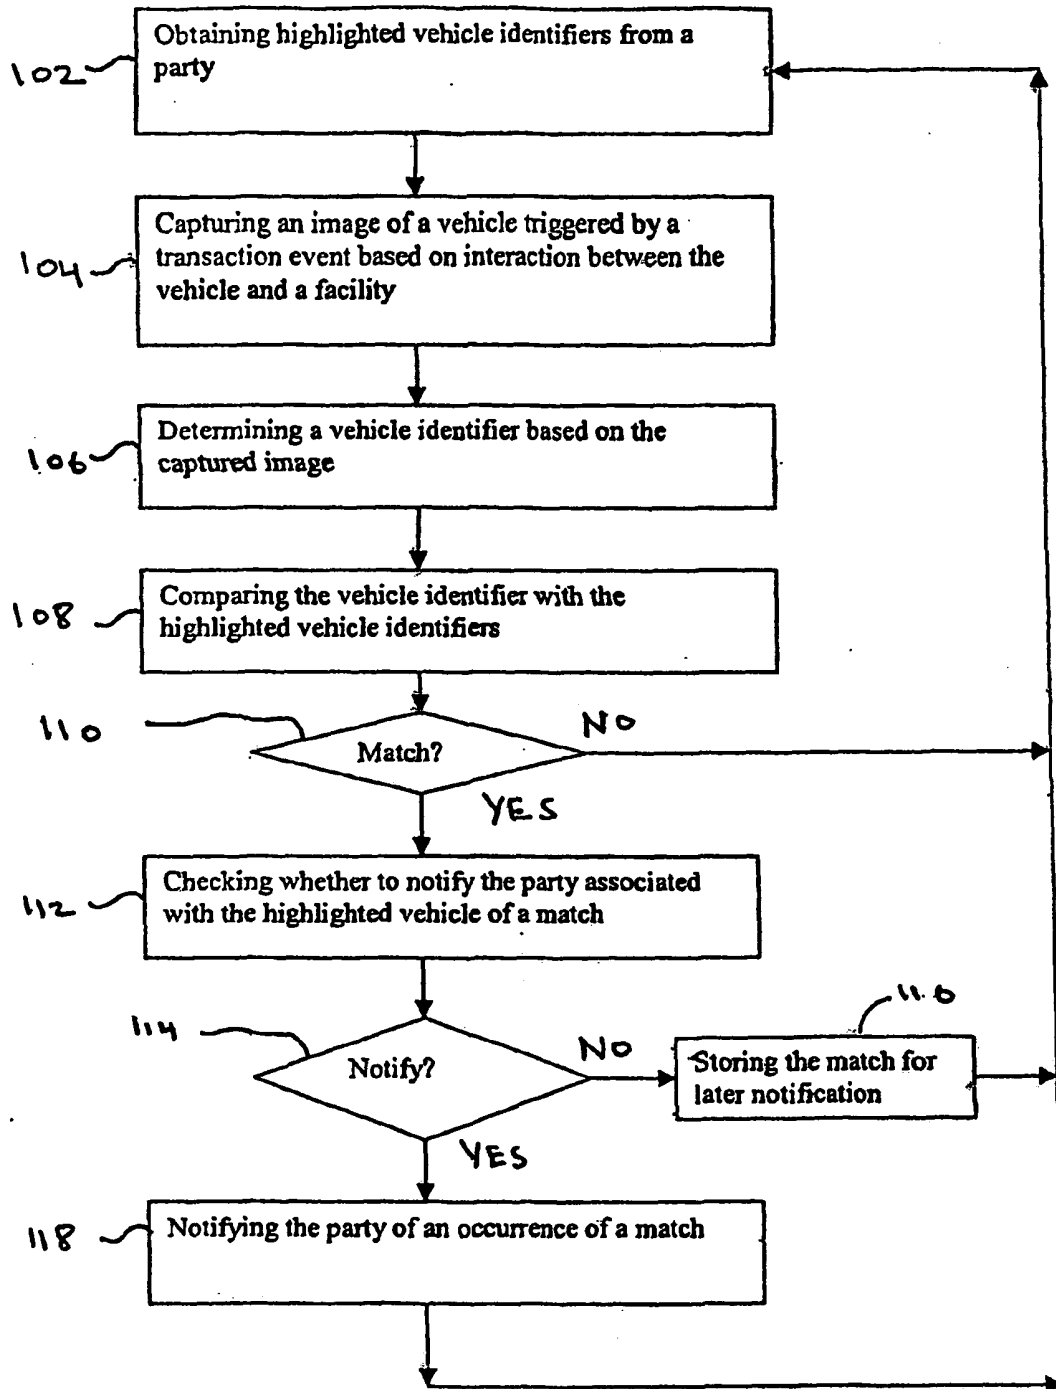 Obtaining highlighted vehicle identifiers from a
party
102
Capturing an image of a vehicle triggered by a
transaction event based on interaction between the
vehicle and a facility
104
Determining a vehicle identifier based on the
captured image
106
Comparing the vehicle identifier with the
highlighted vehicle identifiers
108
110
Match?
NO
YES
Checking whether to notify the party associated
with the highlighted vehicle of a match
112
114
Notify?
NO
Storing the match for
later notification
YES
Notifying the party of an occurrence of a match
118